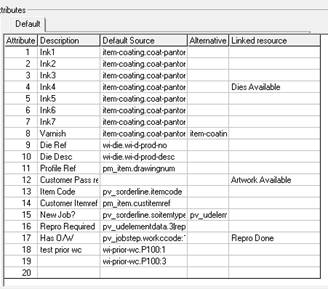 ttributes
Default
Attribute Description Default Source Alternative Linked resource
1 Ink1 item-coating.coat-pantor
2 Ink2 item-coating.coat-pantor
3 Ink3 item-coating.coat-pantor
4 Ink4 item-coating.coat-pantor Dies Available
5 Ink5 item-coating.coat-pantor
6 Ink6 item-coating.coat-pantor
7 Ink7 item-coating.coat-pantor
8 Varnish item-coating.coat-pantor item-coatin
9 Die Ref wi-die.wi-d-prod-no
10 Die Desc wi-die.wi-d-prod-desc
11 Profile Ref pm_item.drawingnum
12 Customer Pass re Artwork Available
13 Item Code pv_sorderline.itemcode
14 Customer Itemref pm_item.custitemref
15 New Job? pv_sorderline.soitemtype pv_udelerr
16 Repro Required pv_udelementdata.3lrep
17 Has O/W pv_jobstep.workccode:' Repro Done
18 test prior wc wi-prior-wc.P100:1
19 wi-prior-wc.P100:3
20